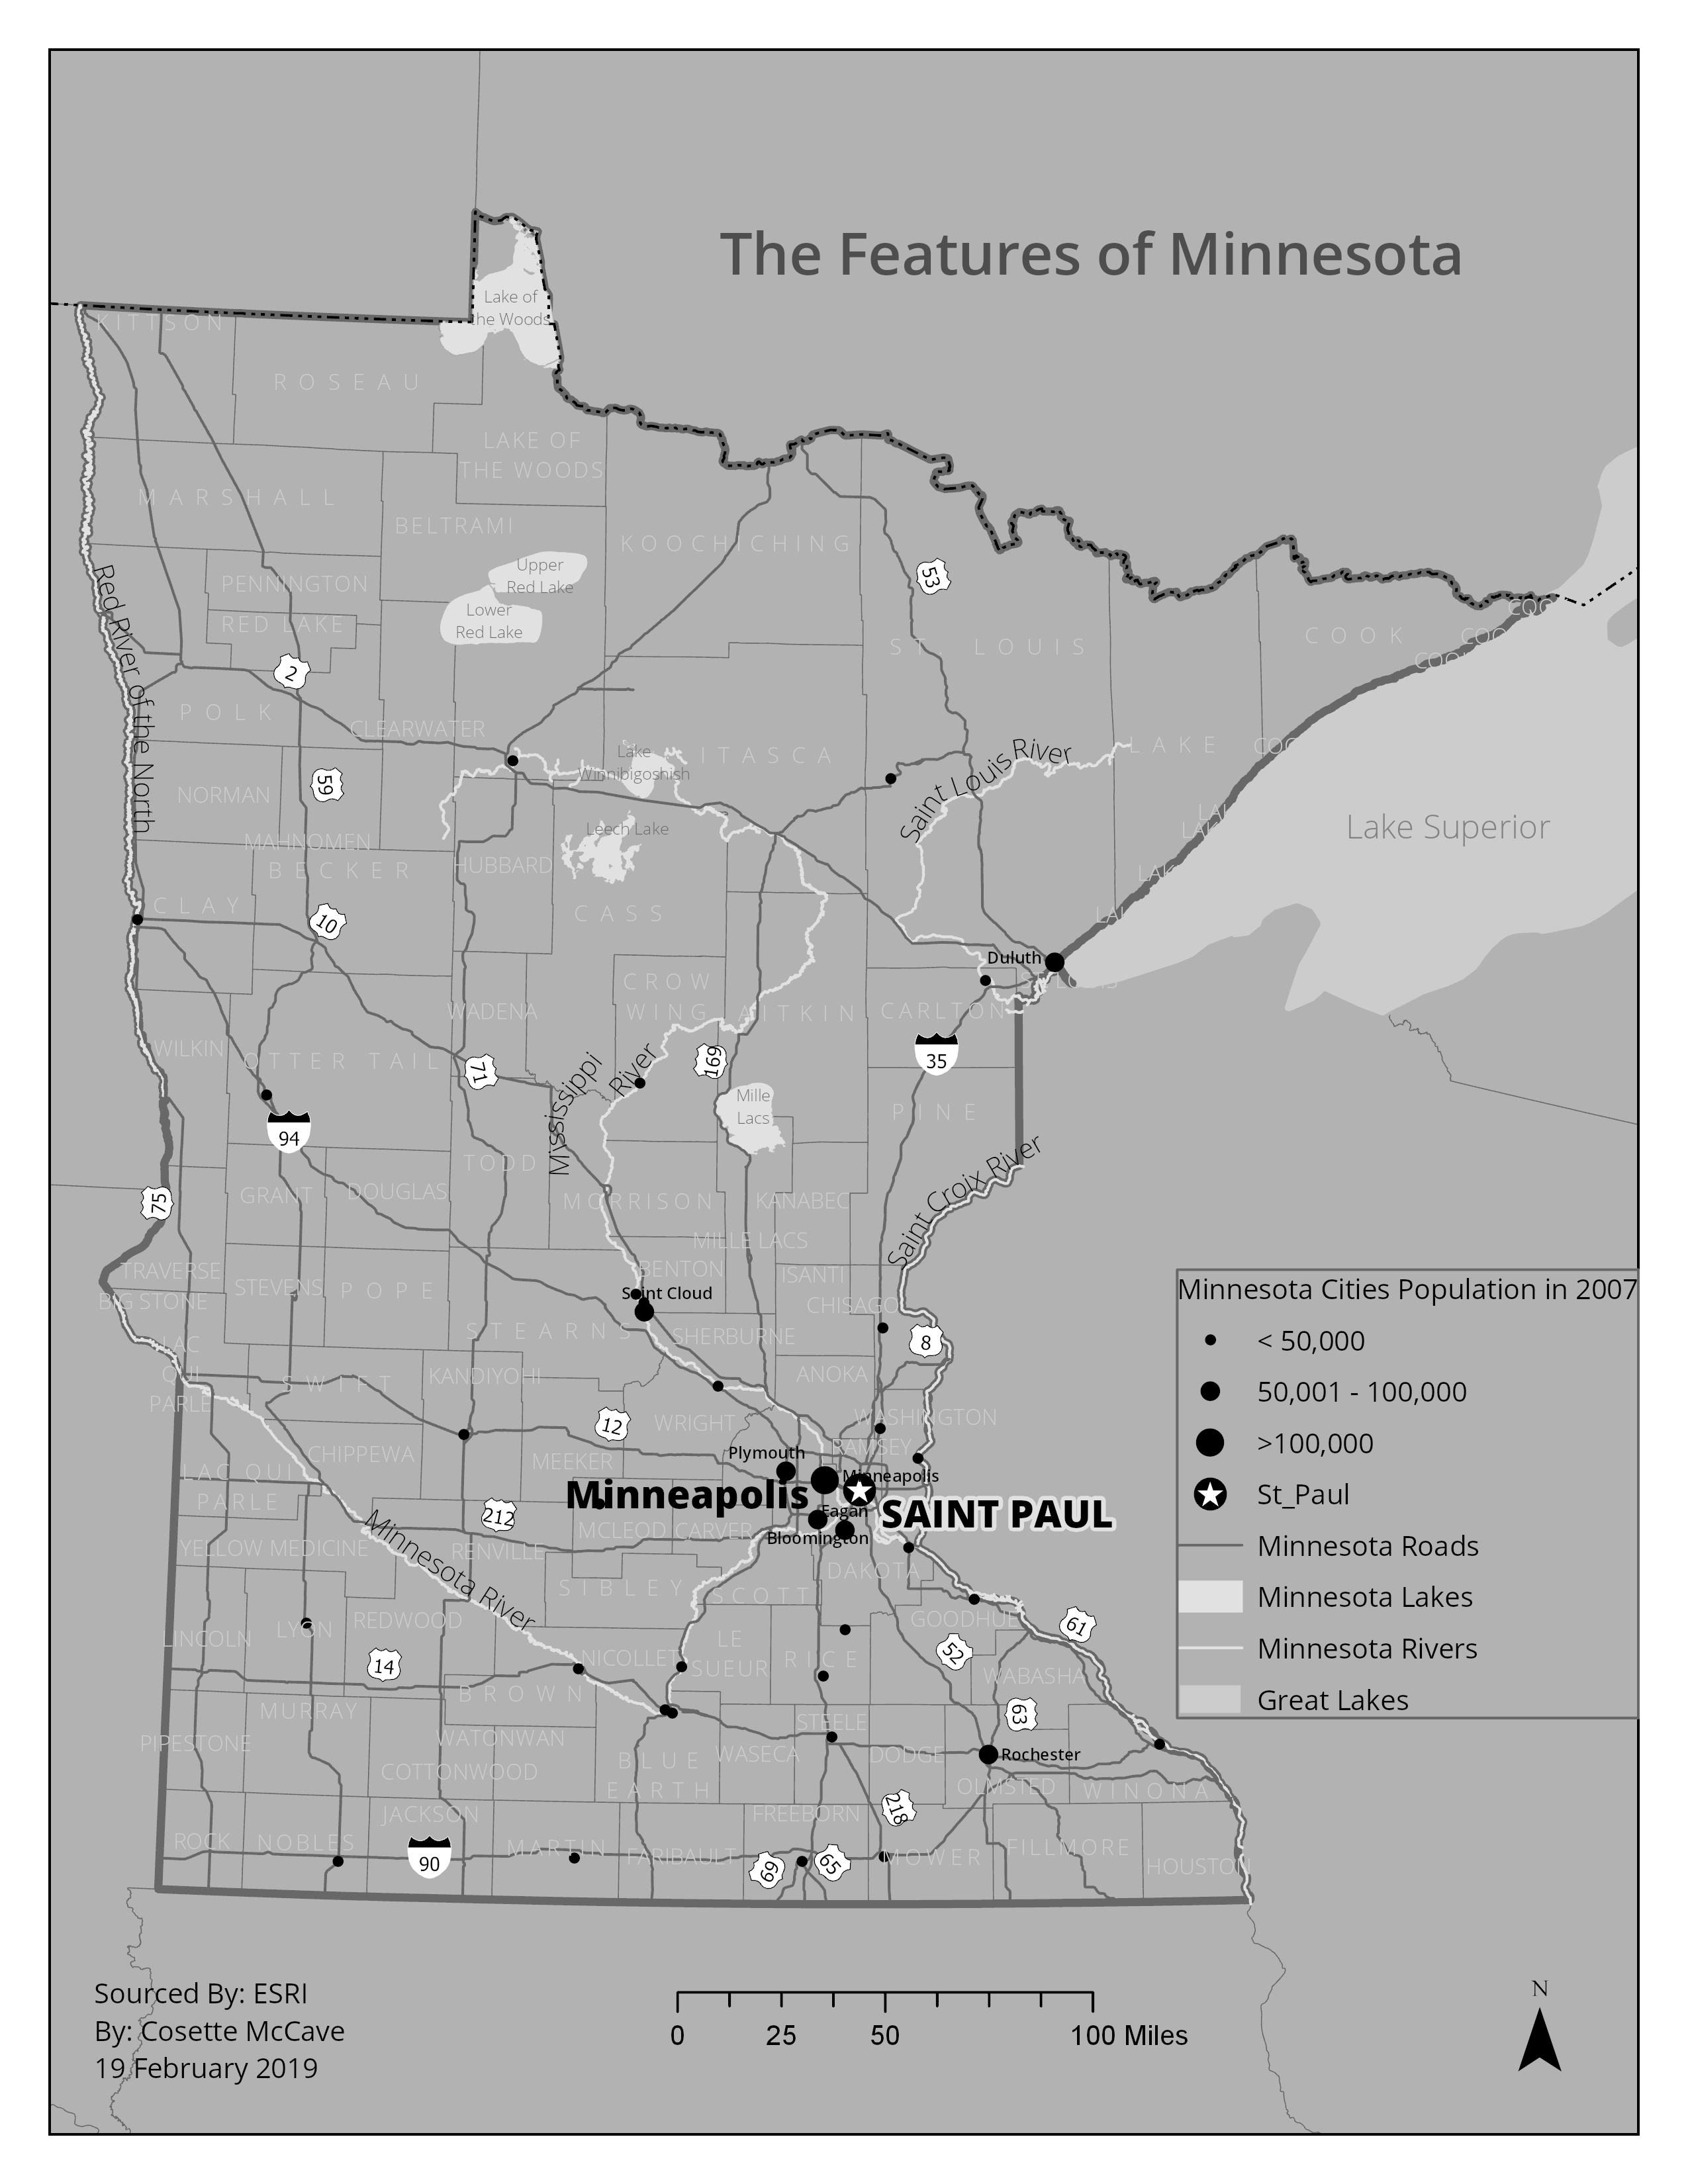 The Features of Minnesota
Lake of
the Woods
KITTSON
ROSEAU
LAKE OF
THE WOODS
MARSHALL
BELTRAMI
KOOCHICHING
Upper
Red Lake
Lower
Red Lake
PENNINGTON
RED LAKE
53
2
COOK
COO
COO
ST. LOUIS
Red River of the North
POLK
CLEARWATER
ITASCA
LAKE
COO
Saint Louis River
Lake
Winnibigoshish
59
NORMAN
MAHNOMEN
BECKER
HUBBARD
Leech Lake
LAK
LAK
LAK
LAK
Lake Superior
CLAY
10
CASS
Duluth
ST. LOUIS
CROW
WING
AITKIN
CARLTON
WADENA
WILKIN
OTTER TAIL
71
169
35
Mississippi
River
Mille
Lacs
94
PINE
75
TODD
GRANT
DOUGLAS
MORRISON
KANABEC
Saint Croix River
MILLE LACS
TRAVERSE
BIG STONE
STEVENS
POPE
BENTON
ISANTI
Saint Cloud
CHISAGO
STEARNS
SHERBURNE
8
LAC
QUI
PARLE
SWIFT
KANDIYOHI
ANOKA
12
WRIGHT
WASHINGTON
RAMSEY
CHIPPEWA
MEEKER
Plymouth
Minneapolis
LAC QUI
PARLE
Minneapolis
SAINT PAUL
Eagan
Bloomington
212
MCLEOD
CARVER
YELLOW MEDICINE
RENVILLE
Minnesota River
DAKOTA
SIBLEY
SCOTT
LINCOLN
LYON
REDWOOD
GOODHUE
61
14
NICOLLET
LE
SUEUR
RICE
52
WABASHA
BROWN
MURRAY
63
PIPESTONE
WATONWAN
COTTONWOOD
BLUE
EARTH
WASECA
STEELE
DODGE
Rochester
OLMSTED
WINONA
JACKSON
FREEBORN
218
ROCK
NOBLES
90
MARTIN
FARIBAULT
69
65
MOWER
FILLMORE
HOUSTON
Minnesota Cities Population in 2007
< 50,000
50,001 - 100,000
>100,000
St_Paul
Minnesota Roads
Minnesota Lakes
Minnesota Rivers
Great Lakes
Sourced By: ESRI
By: Cosette McCave
19 February 2019
0 25 50 100 Miles
N